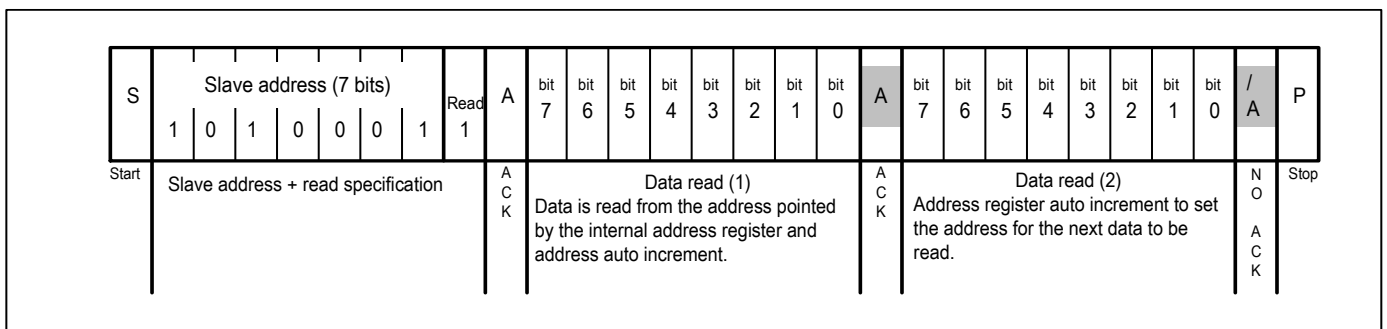 S
Slave address (7 bits)
1 0 1 0 0 0 1
Read
1
A
bit bit bit bit bit bit bit bit
7 6 5 4 3 2 1 0
A
bit bit bit bit bit bit bit bit
7 6 5 4 3 2 1 0
/
A
P
Start
Slave address + read specification
A
C
K
Data read (1)
Data is read from the address pointed
by the internal address register and
address auto increment.
A
C
K
Data read (2)
Address register auto increment to set
the address for the next data to be
read.
N
O
A
C
K
Stop